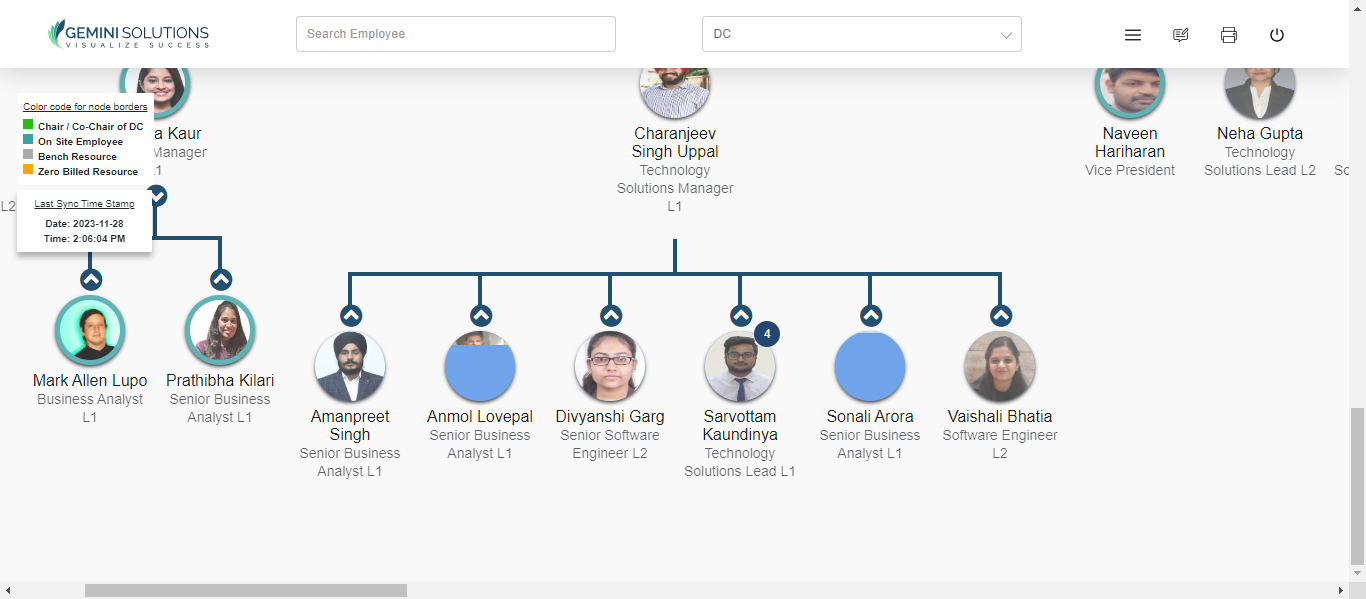 GEMINI SOLUTIONS
VISUALIZE SUCCESS
Search Employee
DC
Color code for node borders
Chair / Co-Chair of DC
On Site Employee
Bench Resource
Zero Billed Resource
Last Sync Time Stamp
Date: 2023-11-28
Time: 2:06:04 PM
a Kaur
Manager
L2
Charanjeev
Singh Uppal
Technology
Solutions Manager
L1
Naveen
Hariharan
Vice President
Neha Gupta
Technology
Solutions Lead L2
Mark Allen Lupo
Business Analyst
L1
Prathibha Kilari
Senior Business
Analyst L1
Amanpreet
Singh
Senior Business
Analyst L1
Anmol Lovepal
Senior Business
Analyst L1
Divyanshi Garg
Senior Software
Engineer L2
4
Sarvottam
Kaundinya
Technology
Solutions Lead L1
Sonali Arora
Senior Business
Analyst L1
Vaishali Bhatia
Software Engineer
L2